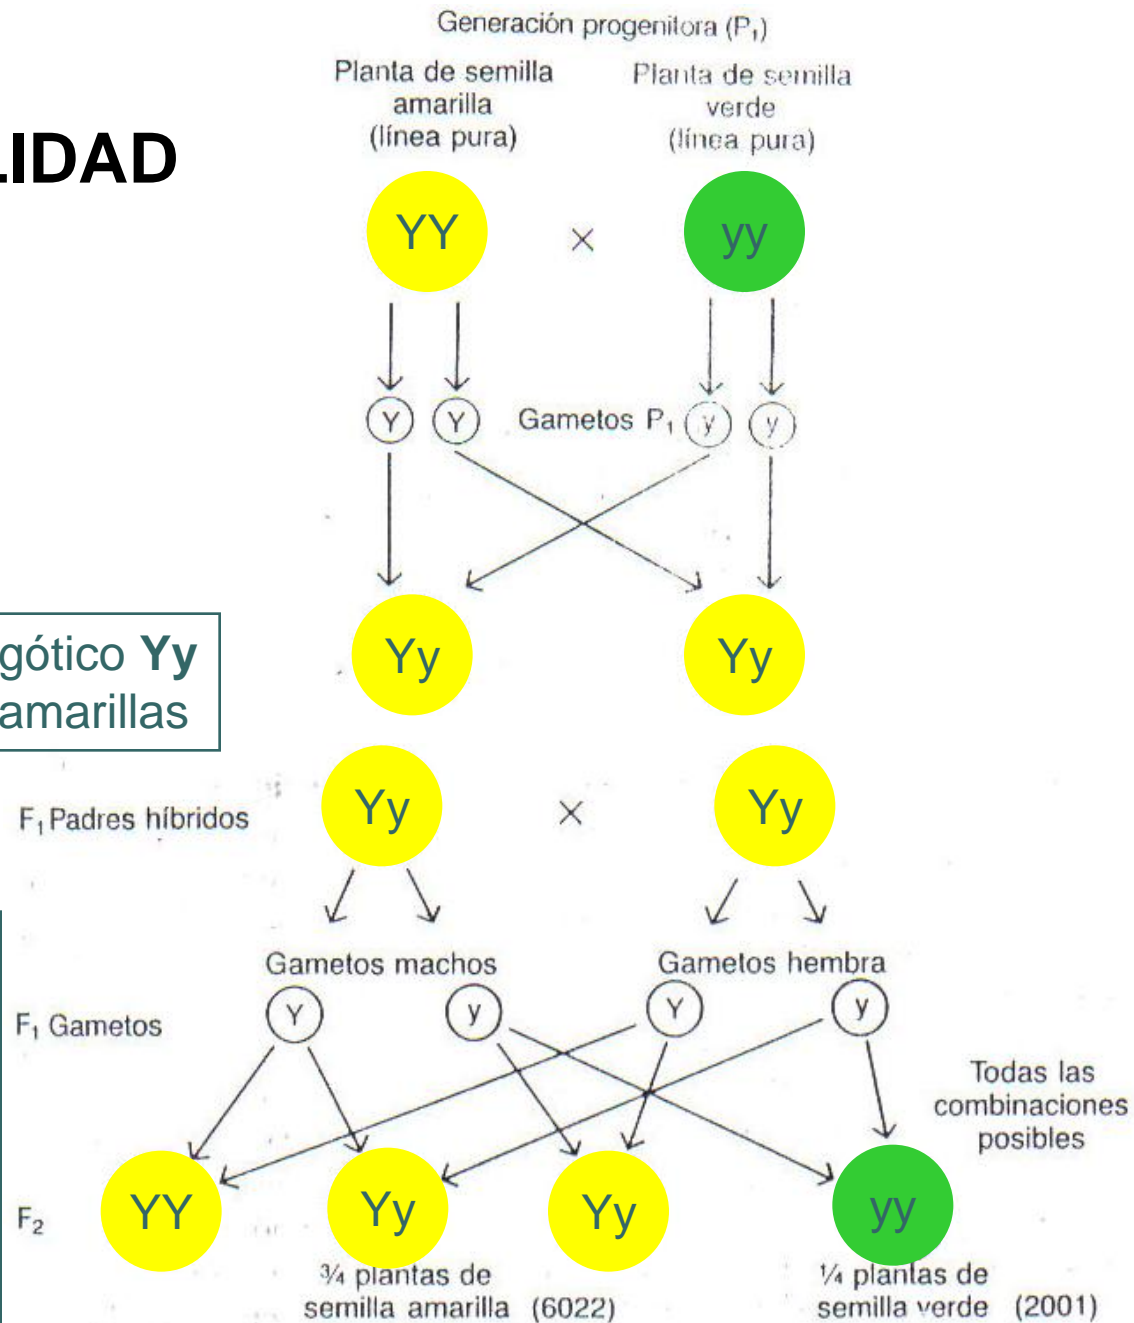 Generación progenitora (P₁)
Planta de semilla
amarilla
(línea pura)
Planta de semilla
verde
(línea pura)
LIDAD
YY
×
yy
Y
Y
Gametos P₁
y
y
Yy
Yy
gótico Yy
amarillas
F₁ Padres híbridos
Yy
×
Yy
Gametos machos
Gametos hembra
F₁ Gametos
Y
y
Y
y
Todas las
combinaciones
posibles
F₂
YY
Yy
Yy
yy
¾ plantas de
semilla amarilla (6022)
¼ plantas de
semilla verde (2001)